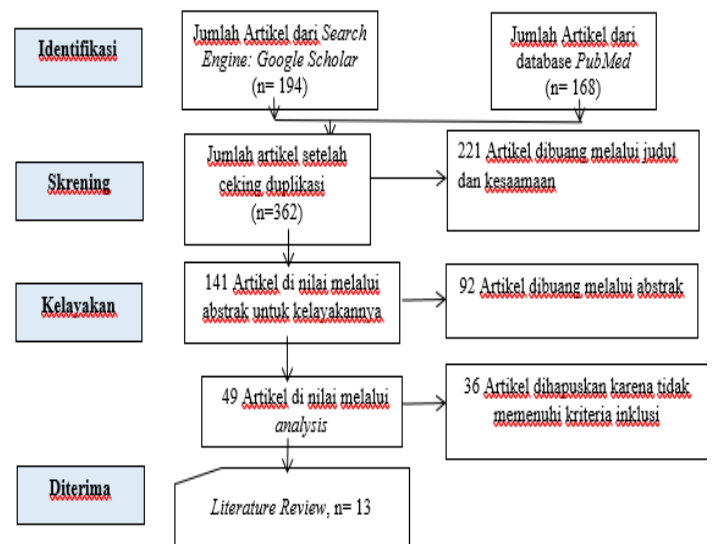 Identifikasi
Jumlah Artikel dari Search
Engine: Google Scholar
(n= 194)
Jumlah Artikel dari
database PubMed
(n= 168)
Skrening
Jumlah artikel setelah
ceking duplikasi
(n=362)
221 Artikel dibuang melalui judul
dan kesaamaan
Kelayakan
141 Artikel di nilai melalui
abstrak untuk kelayakannya
92 Artikel dibuang melalui abstrak
49 Artikel di nilai melalui
analysis
36 Artikel dihapuskan karena tidak
memenuhi kriteria inklusi
Diterima
Literature Review, n= 13